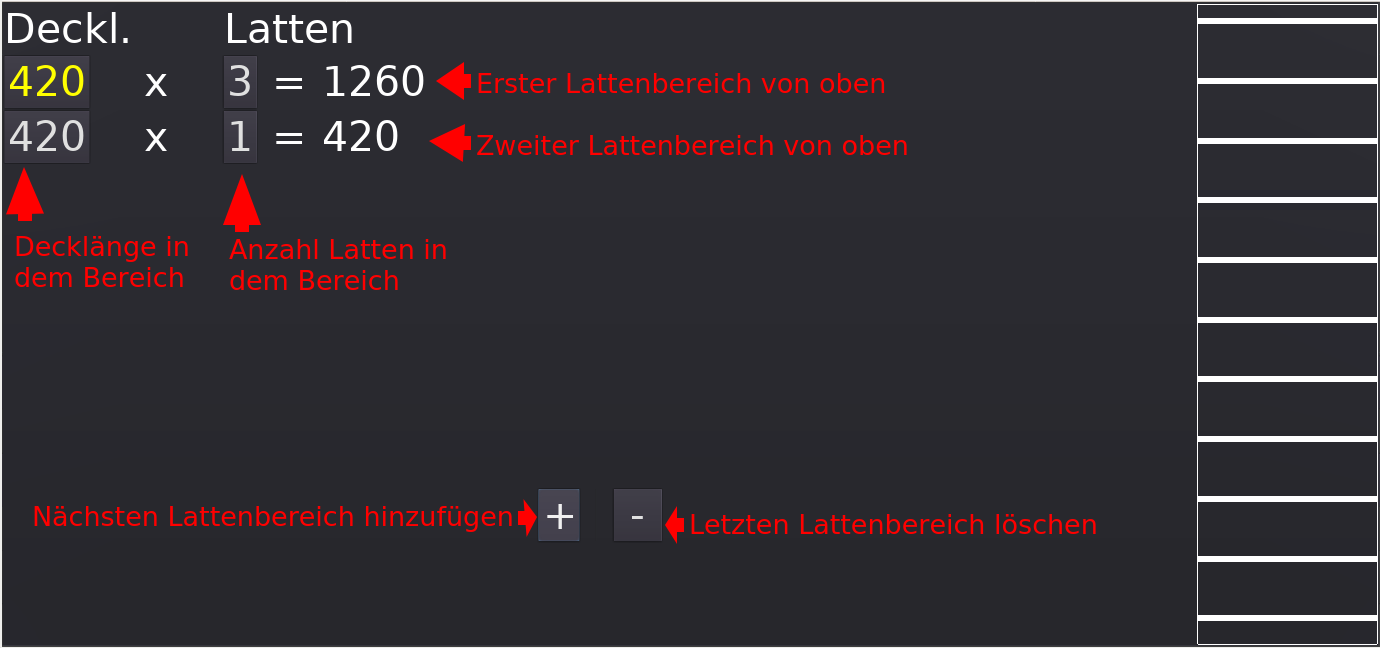 Deckl. Latten
420 x 3 = 1260 Erster Lattenbereich von oben
420 x 1 = 420 Zweiter Lattenbereich von oben
Decklänge in
dem Bereich
Anzahl Latten in
dem Bereich
Nächsten Lattenbereich hinzufügen + - Letzten Lattenbereich löschen